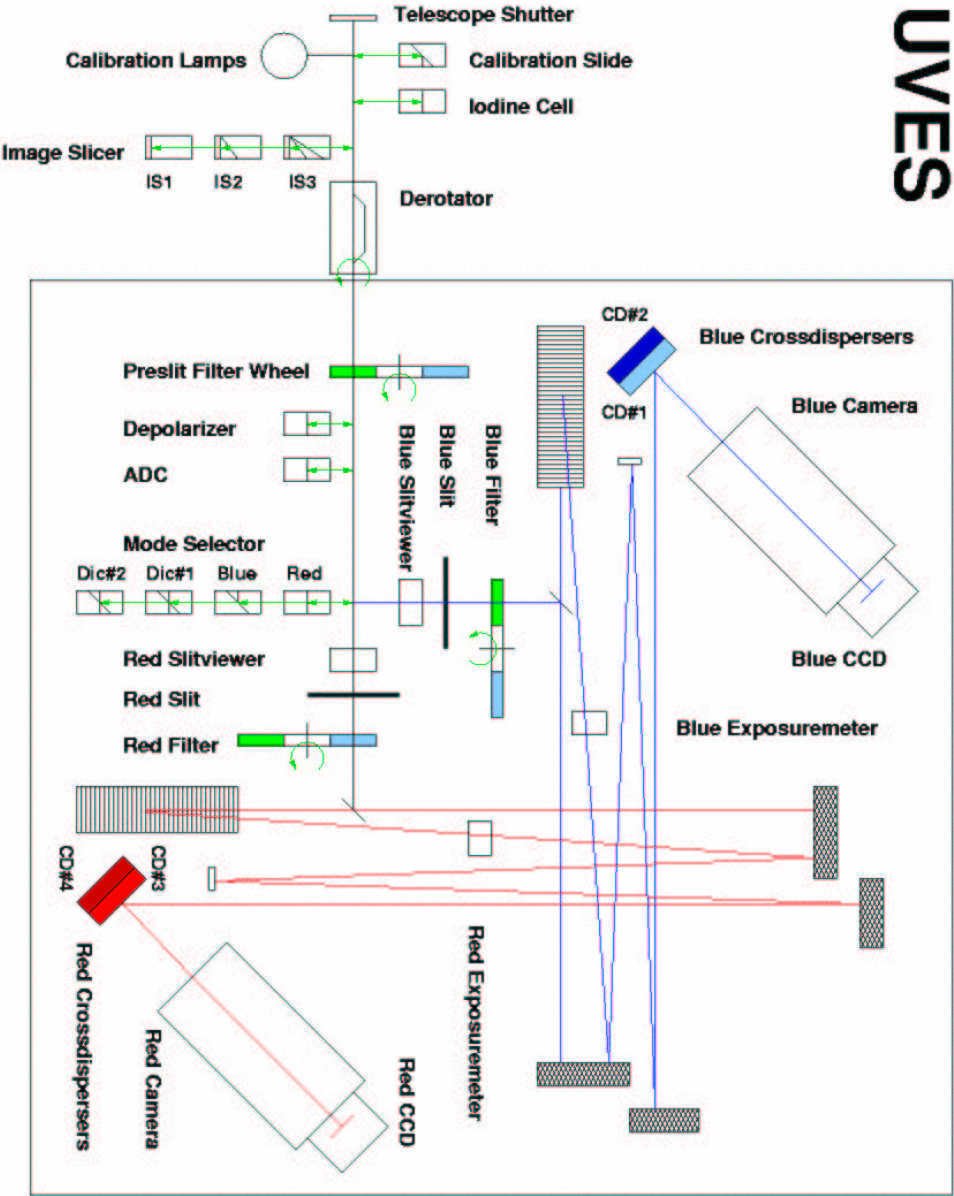 UVES
Telescope Shutter
Calibration Lamps
Calibration Slide
Iodine Cell
Image Slicer
IS1
IS2
IS3
Derotator
CD#2
Blue Crossdispersers
Preslit Filter Wheel
CD#1
Blue Camera
Depolarizer
Blue Slitviewer
Blue Slit
Blue Filter
ADC
Mode Selector
Dic#2
Dic#1
Blue
Red
Red Slitviewer
Blue CCD
Red Slit
Blue Exposuremeter
Red Filter
CD#4
CD#3
Red Crossdispersers
Red Camera
Red CCD
Red Exposuremeter